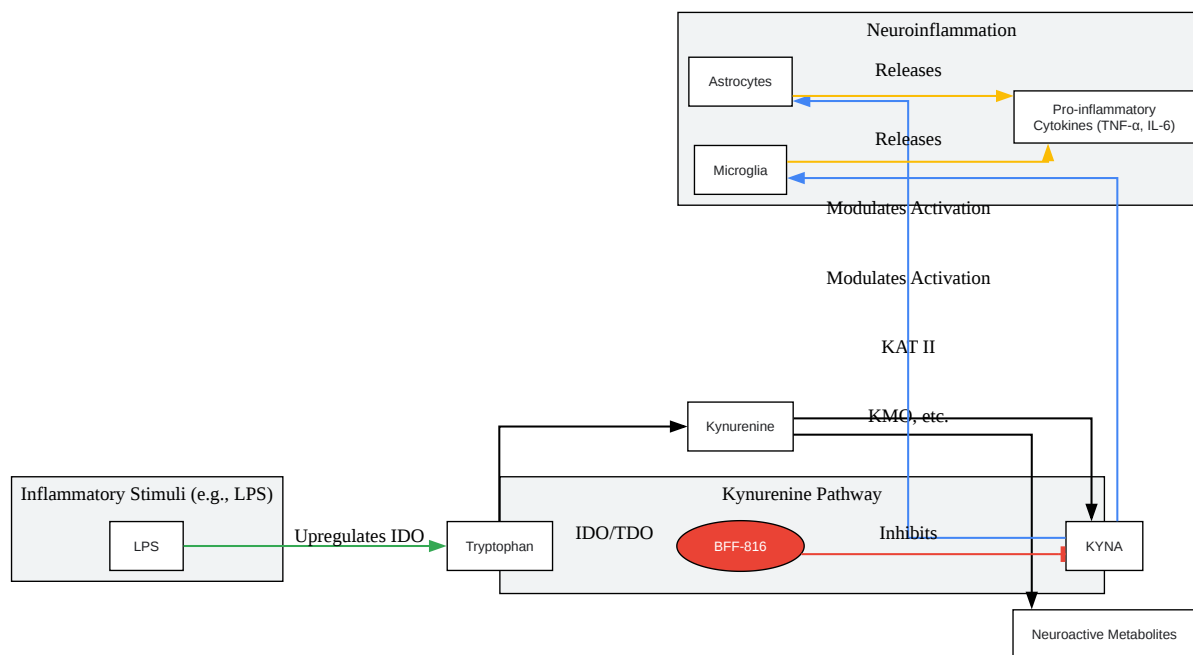 Neuroinflammation
Astrocytes
Releases
Pro-inflammatory
Cytokines (TNF-α, IL-6)
Releases
Microglia
Modulates Activation
Modulates Activation
KAT II
KMO, etc.
Kynurenine
Inflammatory Stimuli (e.g., LPS)
Kynurenine Pathway
LPS
Upregulates IDO
Tryptophan
IDO/TDO
BFF-816
Inhibits
KYNA
Neuroactive Metabolites